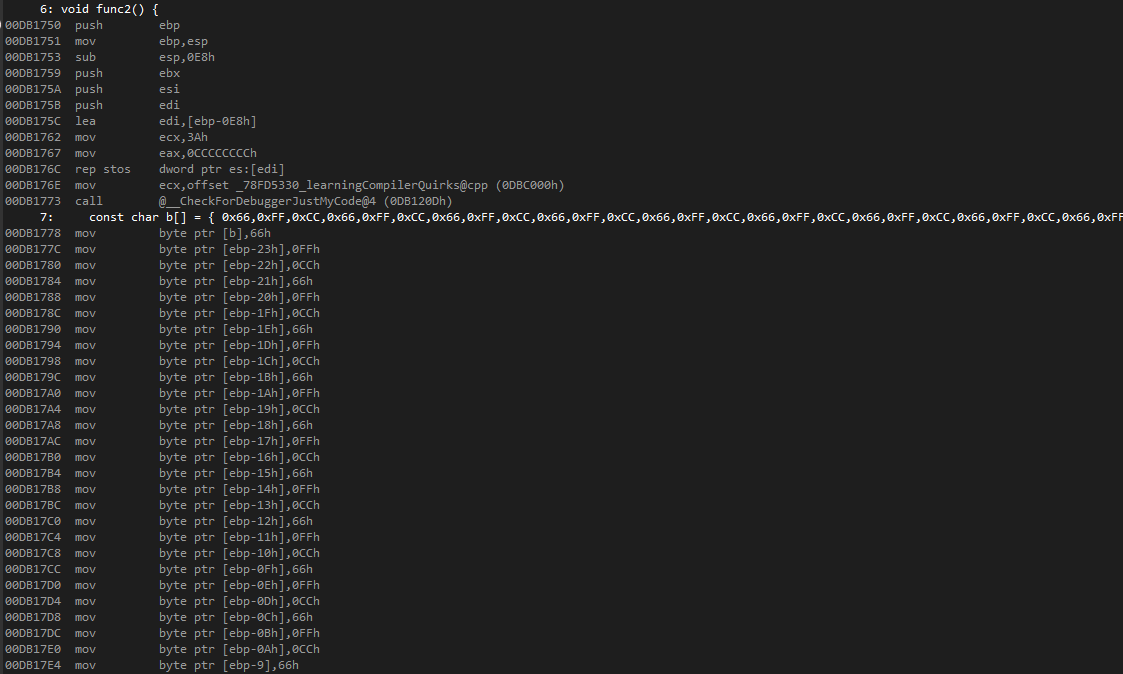 6: void func2() {
00DB1750 push ebp
00DB1751 mov ebp,esp
00DB1753 sub esp,0E8h
00DB1759 push ebx
00DB175A push esi
00DB175B push edi
00DB175C lea edi,[ebp-0E8h]
00DB1762 mov ecx,3Ah
00DB1767 mov eax,0CCCCCCCCh
00DB176C rep stos dword ptr es:[edi]
00DB176E mov ecx,offset _78FD5330_learningCompilerQuirks@cpp (0DBC000h)
00DB1773 call @__CheckForDebuggerJustMyCode@4 (0DB120Dh)
7: const char b[] = { 0x66,0xFF,0xCC,0x66,0xFF,0xCC,0x66,0xFF,0xCC,0x66,0xFF,0xCC,0x66,0xFF,0xCC,0x66,0xFF,0xCC,0x66,0xFF,0xCC,0x66,0xFF,0xCC,0x66,0xFF
00DB1778 mov byte ptr [b],66h
00DB177C mov byte ptr [ebp-23h],0FFh
00DB1780 mov byte ptr [ebp-22h],0CCh
00DB1784 mov byte ptr [ebp-21h],66h
00DB1788 mov byte ptr [ebp-20h],0FFh
00DB178C mov byte ptr [ebp-1Fh],0CCh
00DB1790 mov byte ptr [ebp-1Eh],66h
00DB1794 mov byte ptr [ebp-1Dh],0FFh
00DB1798 mov byte ptr [ebp-1Ch],0CCh
00DB179C mov byte ptr [ebp-1Bh],66h
00DB17A0 mov byte ptr [ebp-1Ah],0FFh
00DB17A4 mov byte ptr [ebp-19h],0CCh
00DB17A8 mov byte ptr [ebp-18h],66h
00DB17AC mov byte ptr [ebp-17h],0FFh
00DB17B0 mov byte ptr [ebp-16h],0CCh
00DB17B4 mov byte ptr [ebp-15h],66h
00DB17B8 mov byte ptr [ebp-14h],0FFh
00DB17BC mov byte ptr [ebp-13h],0CCh
00DB17C0 mov byte ptr [ebp-12h],66h
00DB17C4 mov byte ptr [ebp-11h],0FFh
00DB17C8 mov byte ptr [ebp-10h],0CCh
00DB17CC mov byte ptr [ebp-0Fh],66h
00DB17D0 mov byte ptr [ebp-0Eh],0FFh
00DB17D4 mov byte ptr [ebp-0Dh],0CCh
00DB17D8 mov byte ptr [ebp-0Ch],66h
00DB17DC mov byte ptr [ebp-0Bh],0FFh
00DB17E0 mov byte ptr [ebp-0Ah],0CCh
00DB17E4 mov byte ptr [ebp-9],66h